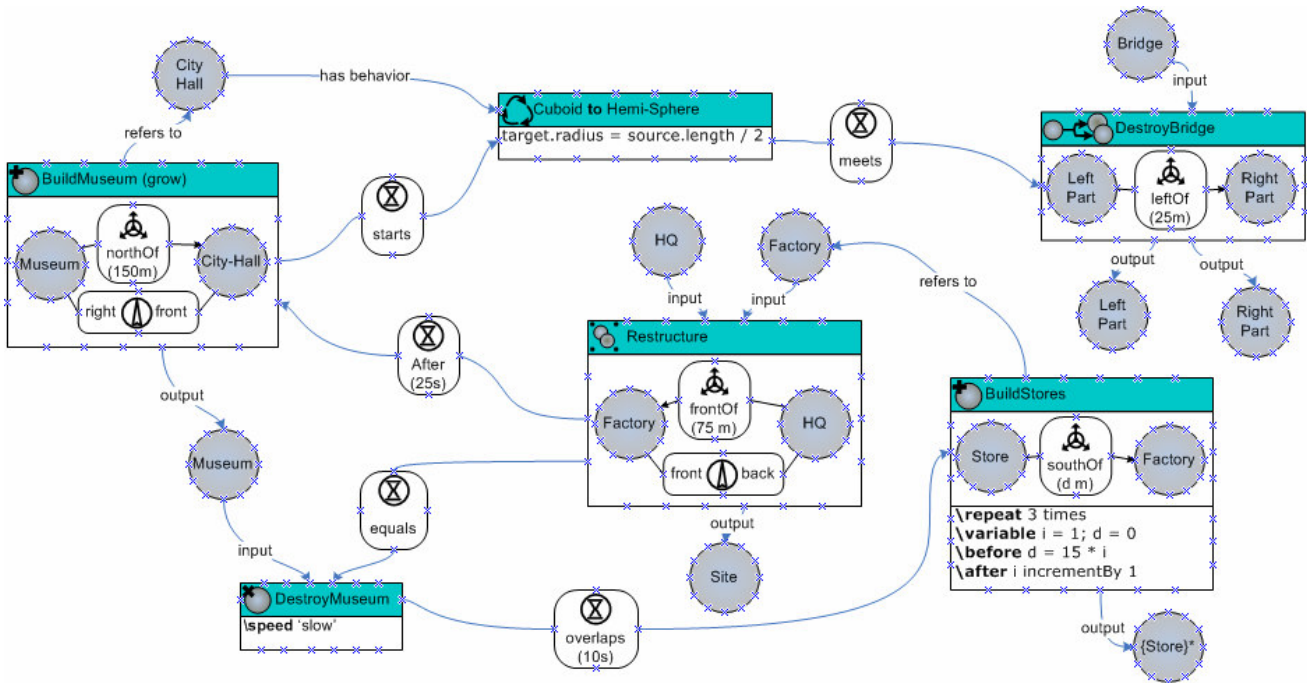 City
Hall
has behavior
refers to
BuildMuseum (grow)
Museum
northOf
(150m)
City-Hall
right
front
starts
Cuboid to Hemi-Sphere
target.radius = source.length / 2
meets
Bridge
input
DestroyBridge
Left
Part
leftOf
(25m)
Right
Part
output
output
Left
Part
Right
Part
HQ
Factory
input
input
refers to
After
(25s)
Restructure
Factory
frontOf
(75 m)
HQ
front
back
output
Site
output
Museum
input
equals
DestroyMuseum
\speed 'slow'
overlaps
(10s)
BuildStores
Store
southOf
(d m)
Factory
\repeat 3 times
\variable i = 1; d = 0
\before d = 15 * i
\after i incrementBy 1
output
{Store}*